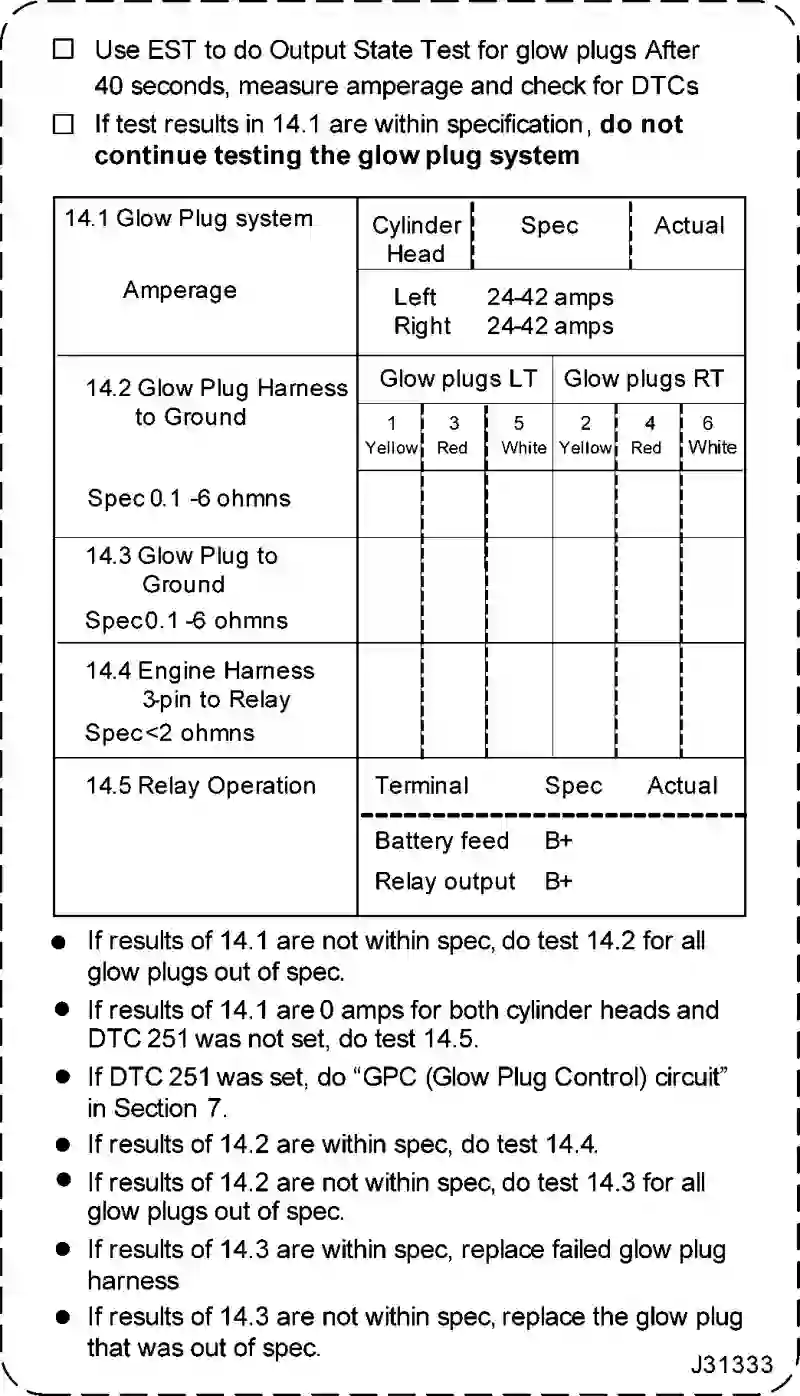 Use EST to do Output State Test for glow plugs After
40 seconds, measure amperage and check for DTCs
If test results in 14.1 are within specification, do not
continue testing the glow plug system
14.1 Glow Plug system
Cylinder
Head
Spec
Actual
Amperage
Left 24-42 amps
Right 24-42 amps
14.2 Glow Plug Harness
to Ground
Glow plugs LT
Glow plugs RT
1 3 5 2 4 6
Yellow Red White Yellow Red White
Spec 0.1 -6 ohmns
14.3 Glow Plug to
Ground
Spec 0.1 -6 ohmns
14.4 Engine Harness
3-pin to Relay
Spec<2 ohmns
14.5 Relay Operation
Terminal Spec Actual
Battery feed B+
Relay output B+
● If results of 14.1 are not within spec, do test 14.2 for all
glow plugs out of spec.
● If results of 14.1 are 0 amps for both cylinder heads and
DTC 251 was not set, do test 14.5.
● If DTC 251 was set, do “GPC (Glow Plug Control) circuit”
in Section 7.
● If results of 14.2 are within spec, do test 14.4.
● If results of 14.2 are not within spec, do test 14.3 for all
glow plugs out of spec.
● If results of 14.3 are within spec, replace failed glow plug
harness
● If results of 14.3 are not within spec, replace the glow plug
that was out of spec.
J31333